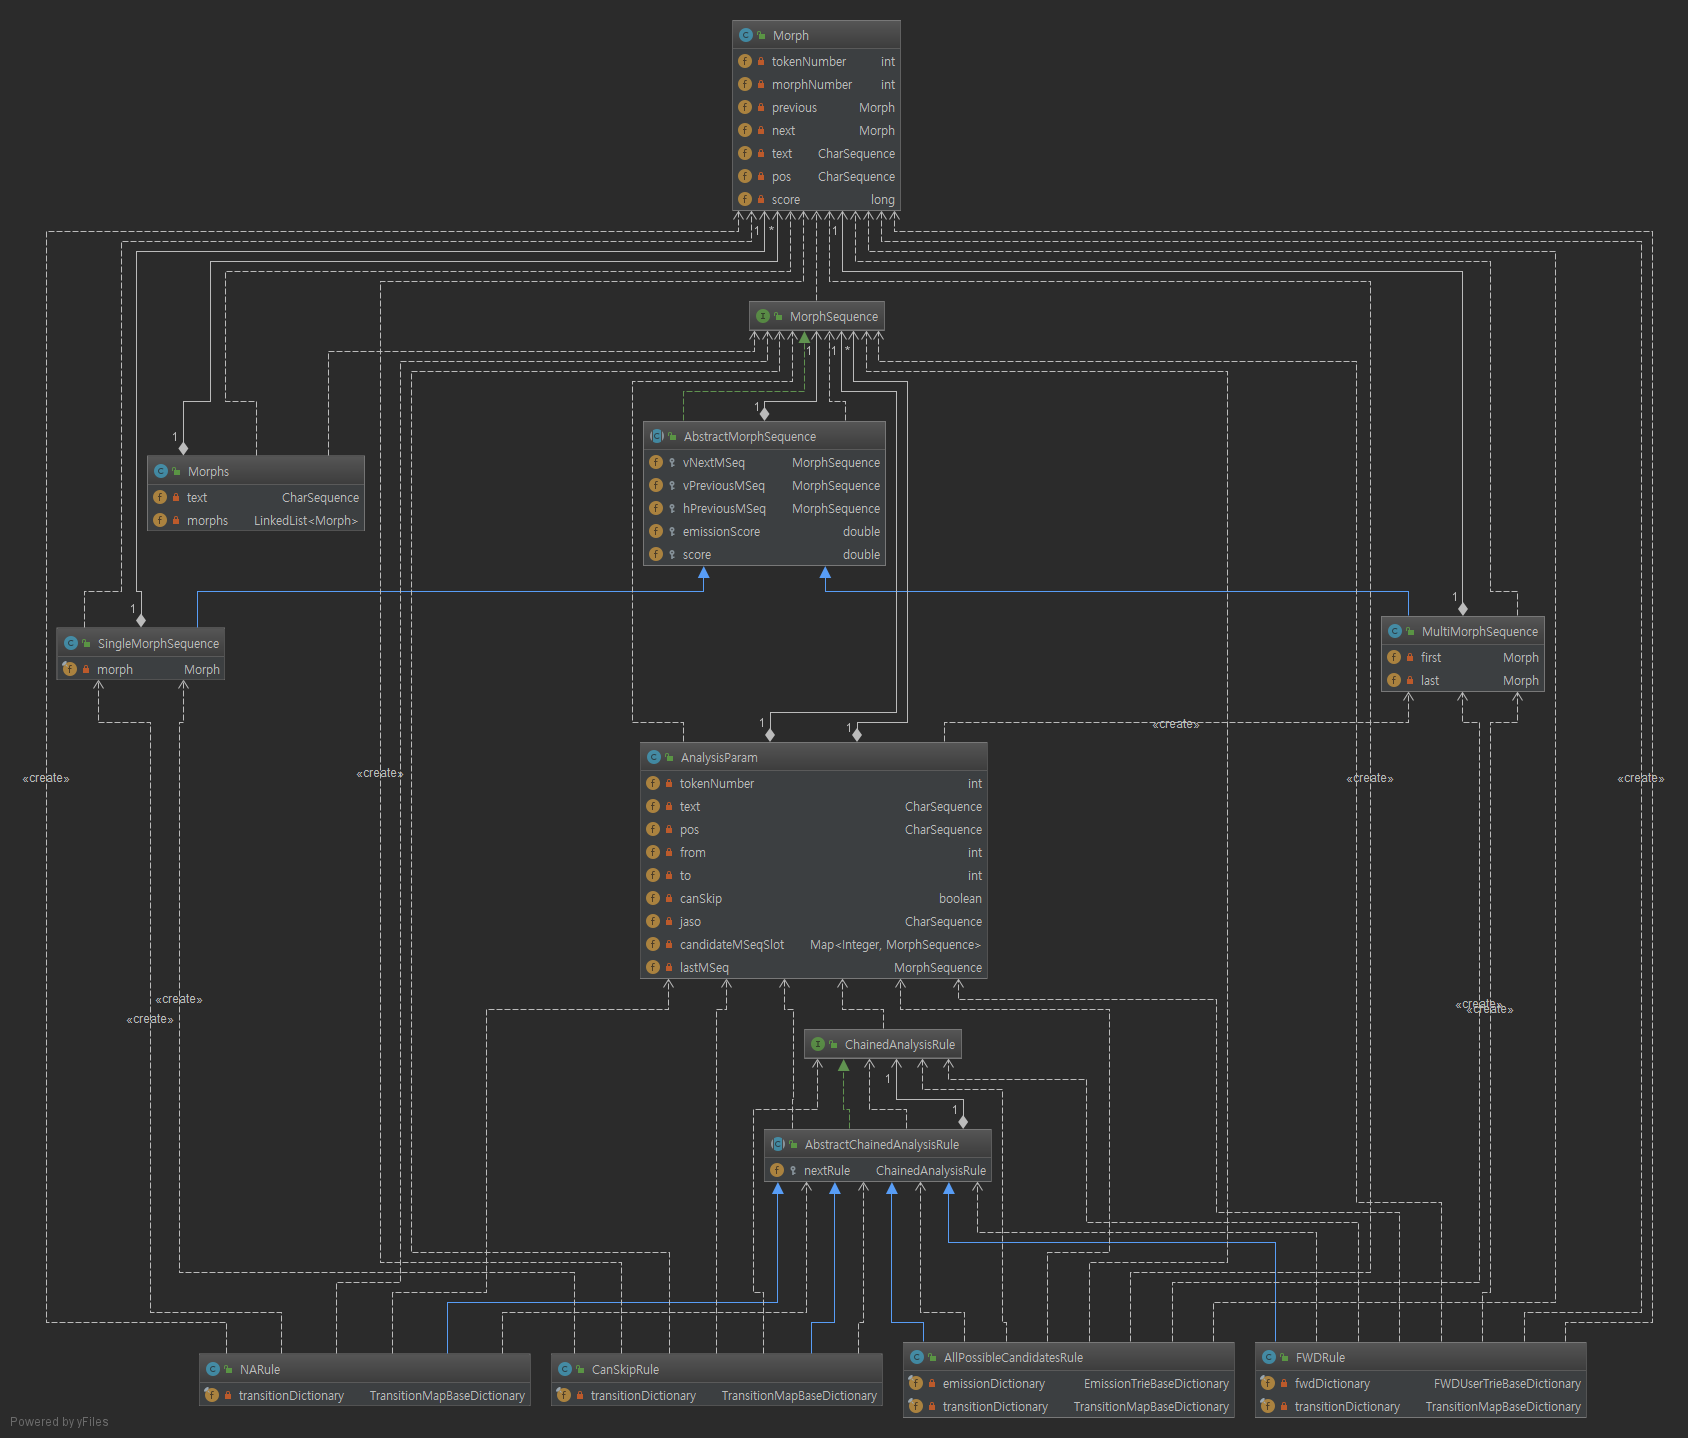 Morph
tokenNumber int
morphNumber int
previous Morph
next Morph
text CharSequence
pos CharSequence
score long
1 * 1
MorphSequence
1 1 *
1
AbstractMorphSequence
vNextMSeq MorphSequence
vPreviousMSeq MorphSequence
hPreviousMSeq MorphSequence
emissionScore double
score double
1
Morphs
text CharSequence
morphs LinkedList<Morph>
1
SingleMorphSequence
morph Morph
1
MultiMorphSequence
first Morph
last Morph
1 1
«create»
AnalysisParam
tokenNumber int
text CharSequence
pos CharSequence
from int
to int
canSkip boolean
jaso CharSequence
candidateMSeqSlot Map<Integer, MorphSequence>
lastMSeq MorphSequence
«create»
«create»
«create»
«create»
«create»
«create»
«create»
«create»
ChainedAnalysisRule
1
1
AbstractChainedAnalysisRule
nextRule ChainedAnalysisRule
NARule
transitionDictionary TransitionMapBaseDictionary
CanSkipRule
transitionDictionary TransitionMapBaseDictionary
AllPossibleCandidatesRule
emissionDictionary EmissionTrieBaseDictionary
transitionDictionary TransitionMapBaseDictionary
FWDRule
fwdDictionary FWDUserTrieBaseDictionary
transitionDictionary TransitionMapBaseDictionary
Powered by yFiles